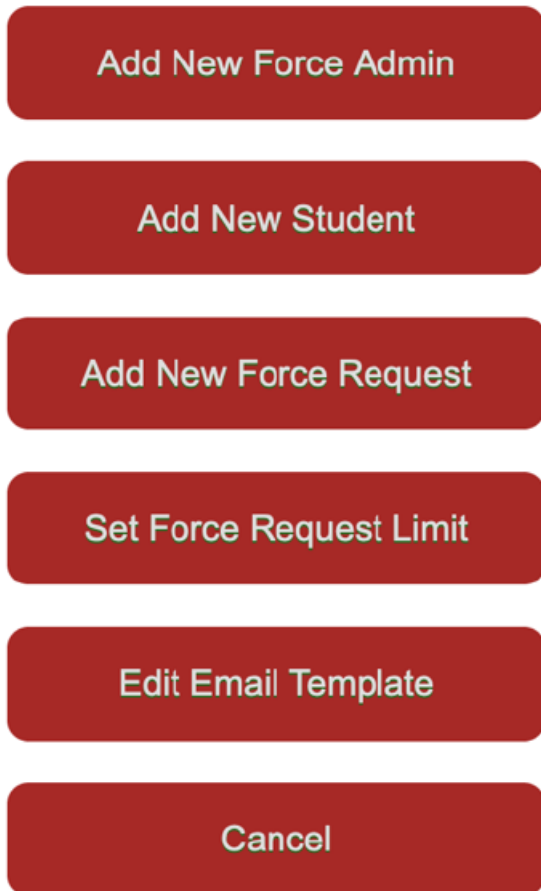 Add New Force Admin
Add New Student
Add New Force Request
Set Force Request Limit
Edit Email Template
Cancel